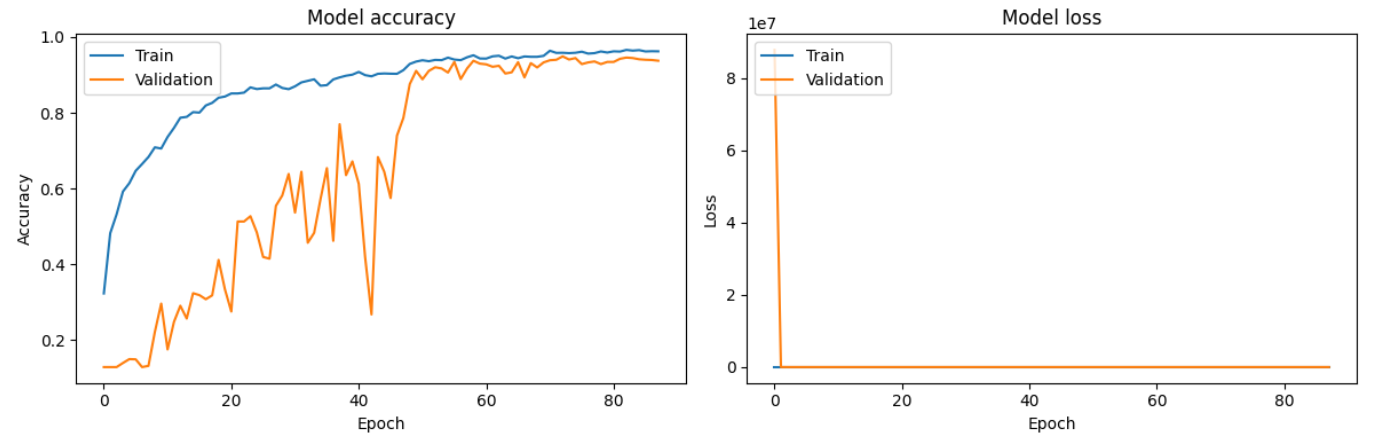 Model accuracy
Train
Validation
1.0
0.8
0.6
0.4
0.2
Accuracy
0 20 40 60 80
Epoch
Model loss
1e7
Train
Validation
8
6
4
2
0
Loss
0 20 40 60 80
Epoch